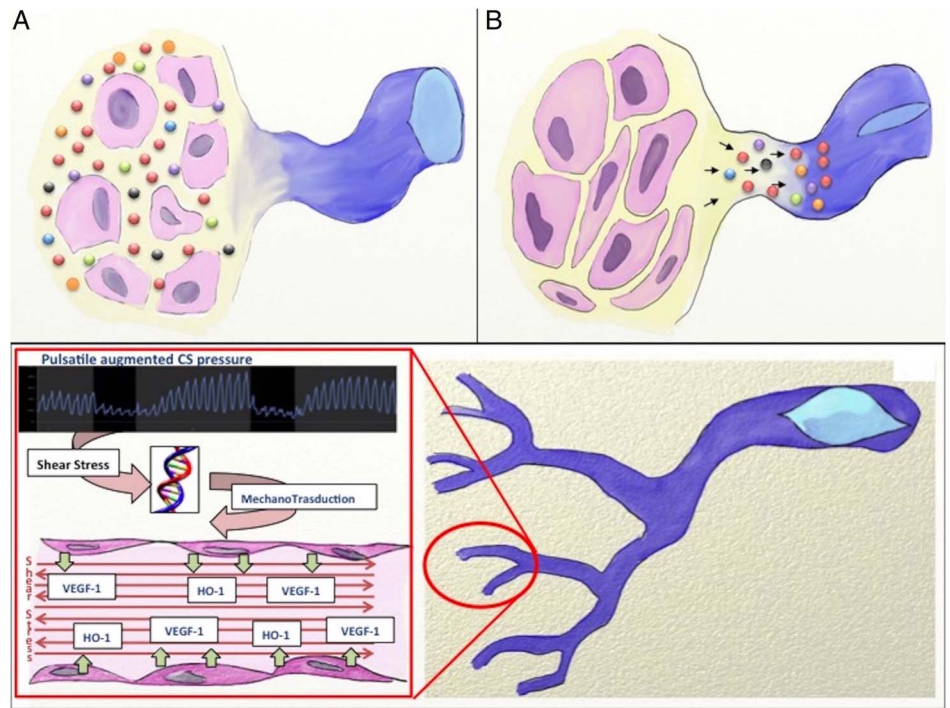 A
B
Pulsatile augmented CS pressure
Shear Stress
MechanoTrasduction
Shear
Stress
VEGF-1
HO-1
VEGF-1
HO-1
VEGF-1
HO-1
VEGF-1